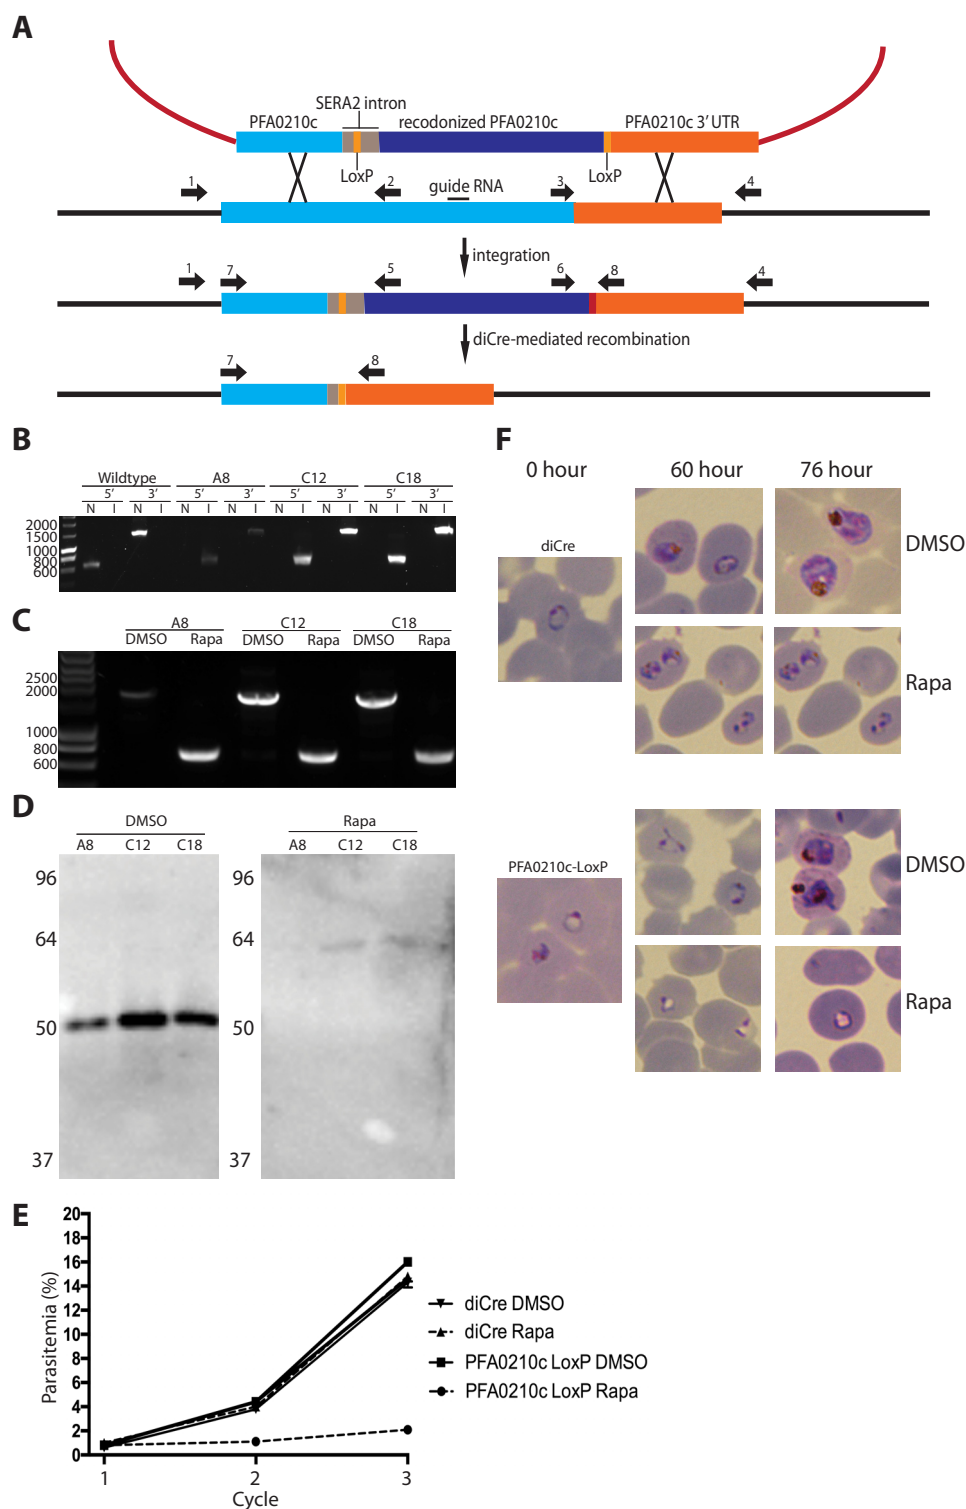 A
SERA2 intron
PFA0210c
recodonized PFA0210c
PFA0210c 3' UTR
LoxP
LoxP
1
2
guide RNA
3
4
integration
1
7
5
6
8
4
diCre-mediated recombination
7
8
B
Wildtype A8 C12 C18
5' 3' 5' 3' 5' 3' 5' 3'
N I N I N I N I N I N I N I N I
2000
1500
1000
800
600
C
A8 C12 C18
DMSO Rapa DMSO Rapa DMSO Rapa
2500
2000
1000
800
600
D
DMSO
A8 C12 C18
96
64
50
37
Rapa
A8 C12 C18
96
64
50
37
E
Parasitemia (%)
20
18
16
14
12
10
8
6
4
2
0
1 2 3
Cycle
diCre DMSO
diCre Rapa
PFA0210c LoxP DMSO
PFA0210c LoxP Rapa
F
0 hour 60 hour 76 hour
diCre
DMSO
Rapa
PFA0210c-LoxP
DMSO
Rapa